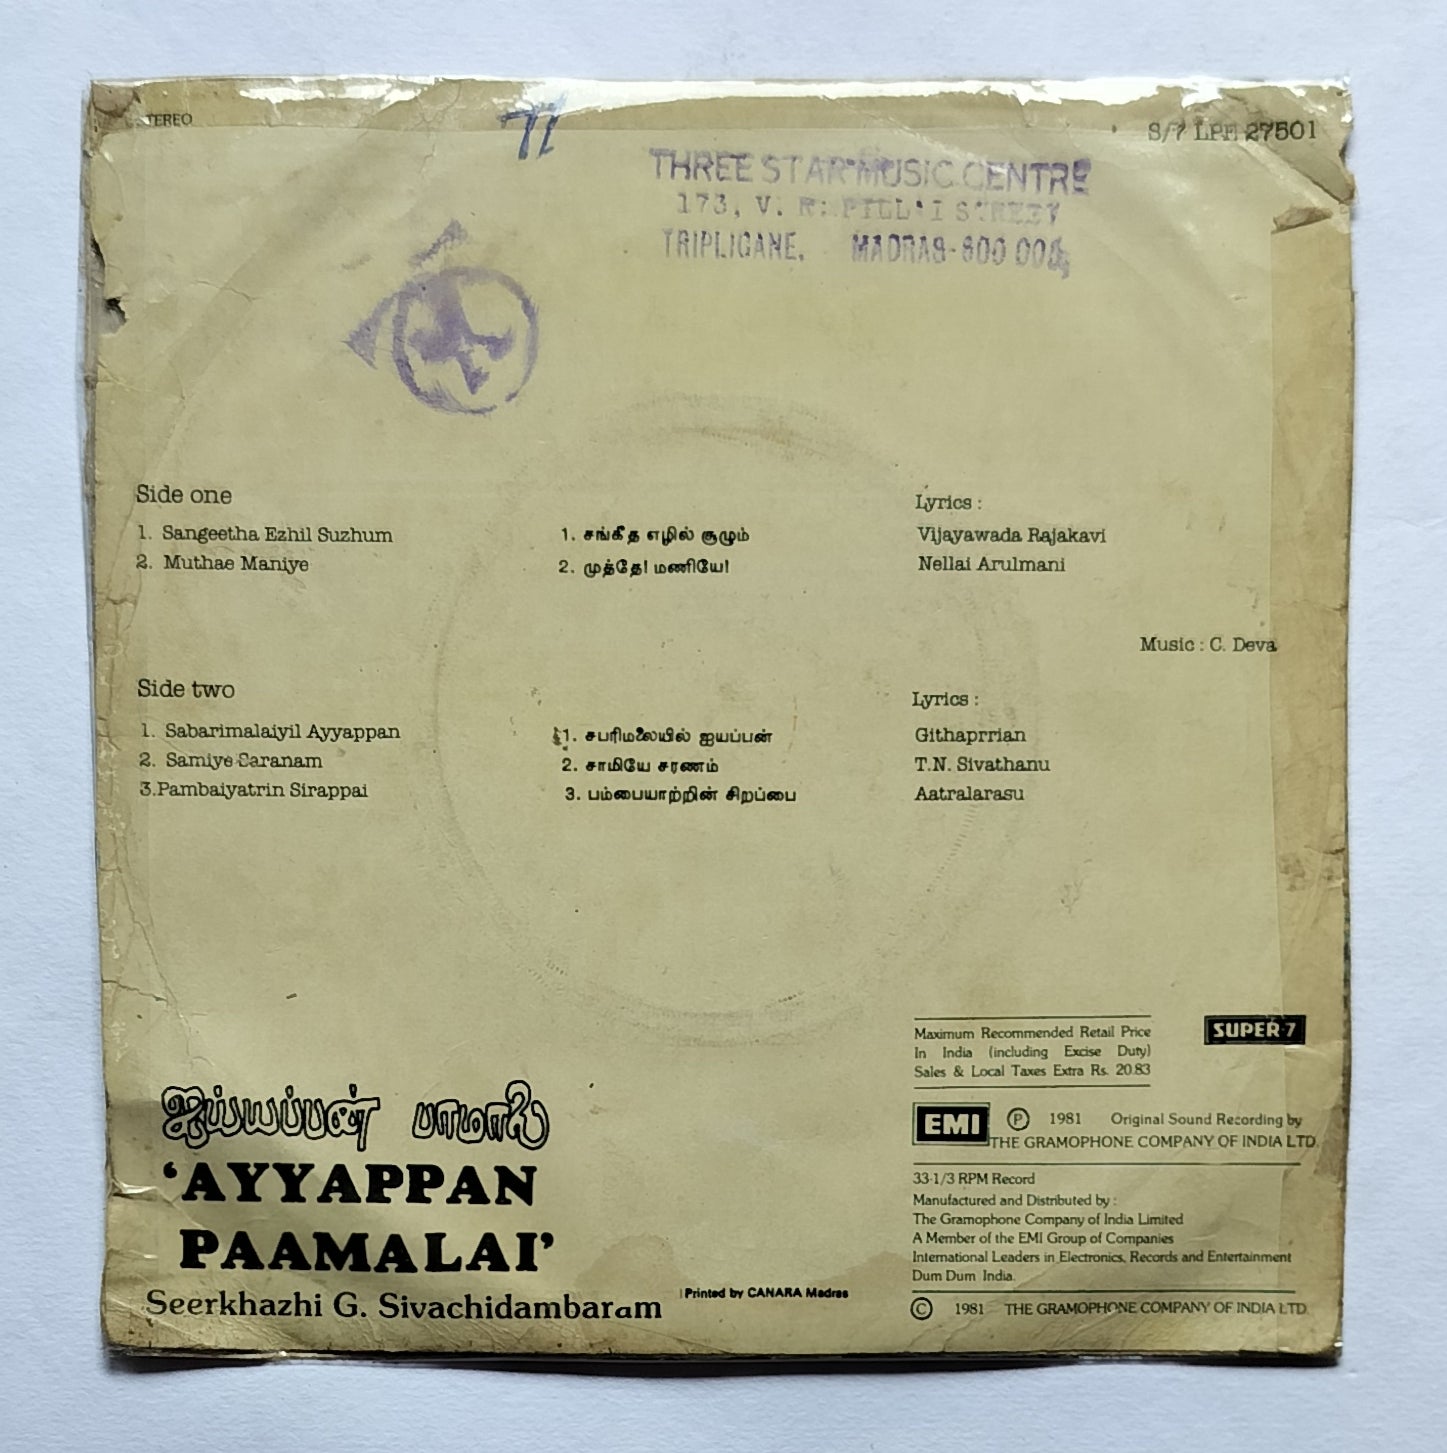 STEREO
71
S/7 LPE 27501
THREE STAR MUSIC CENTRE
173, V. R. PILLAI STREET
TRIPLICANE, MADRAS-600 00
Side one
1. Sangeetha Ezhil Suzhum
2. Muthae Maniye
1. சங்கீத எழில் சூழும்
2. முத்தே! மணியே!
Lyrics :
Vijayawada Rajakavi
Nellai Arulmani
Music : C. Deva
Side two
1. Sabarimalaiyil Ayyappan
2. Samiye Saranam
3.Pambaiyatrin Sirappai
1. சபரிமலையில் ஐயப்பன்
2. சாமியே சரணம்
3. பம்பையாற்றின் சிறப்பை
Lyrics :
Githaprrian
T.N. Sivathanu
Aatralarasu
Maximum Recommended Retail Price
In India (including Excise Duty)
Sales & Local Taxes Extra Rs. 20.83
SUPER-7
EMI
Ⓟ 1981 Original Sound Recording by
THE GRAMOPHONE COMPANY OF INDIA LTD.
33-1/3 RPM Record
Manufactured and Distributed by :
The Gramophone Company of India Limited
A Member of the EMI Group of Companies
International Leaders in Electronics, Records and Entertainment
Dum Dum India.
© 1981 THE GRAMOPHONE COMPANY OF INDIA LTD.
ஐய்யப்பன் பாமாலை
'AYYAPPAN
PAAMALAI'
Seerkhazhi G. Sivachidambaram
Printed by CANARA Madras